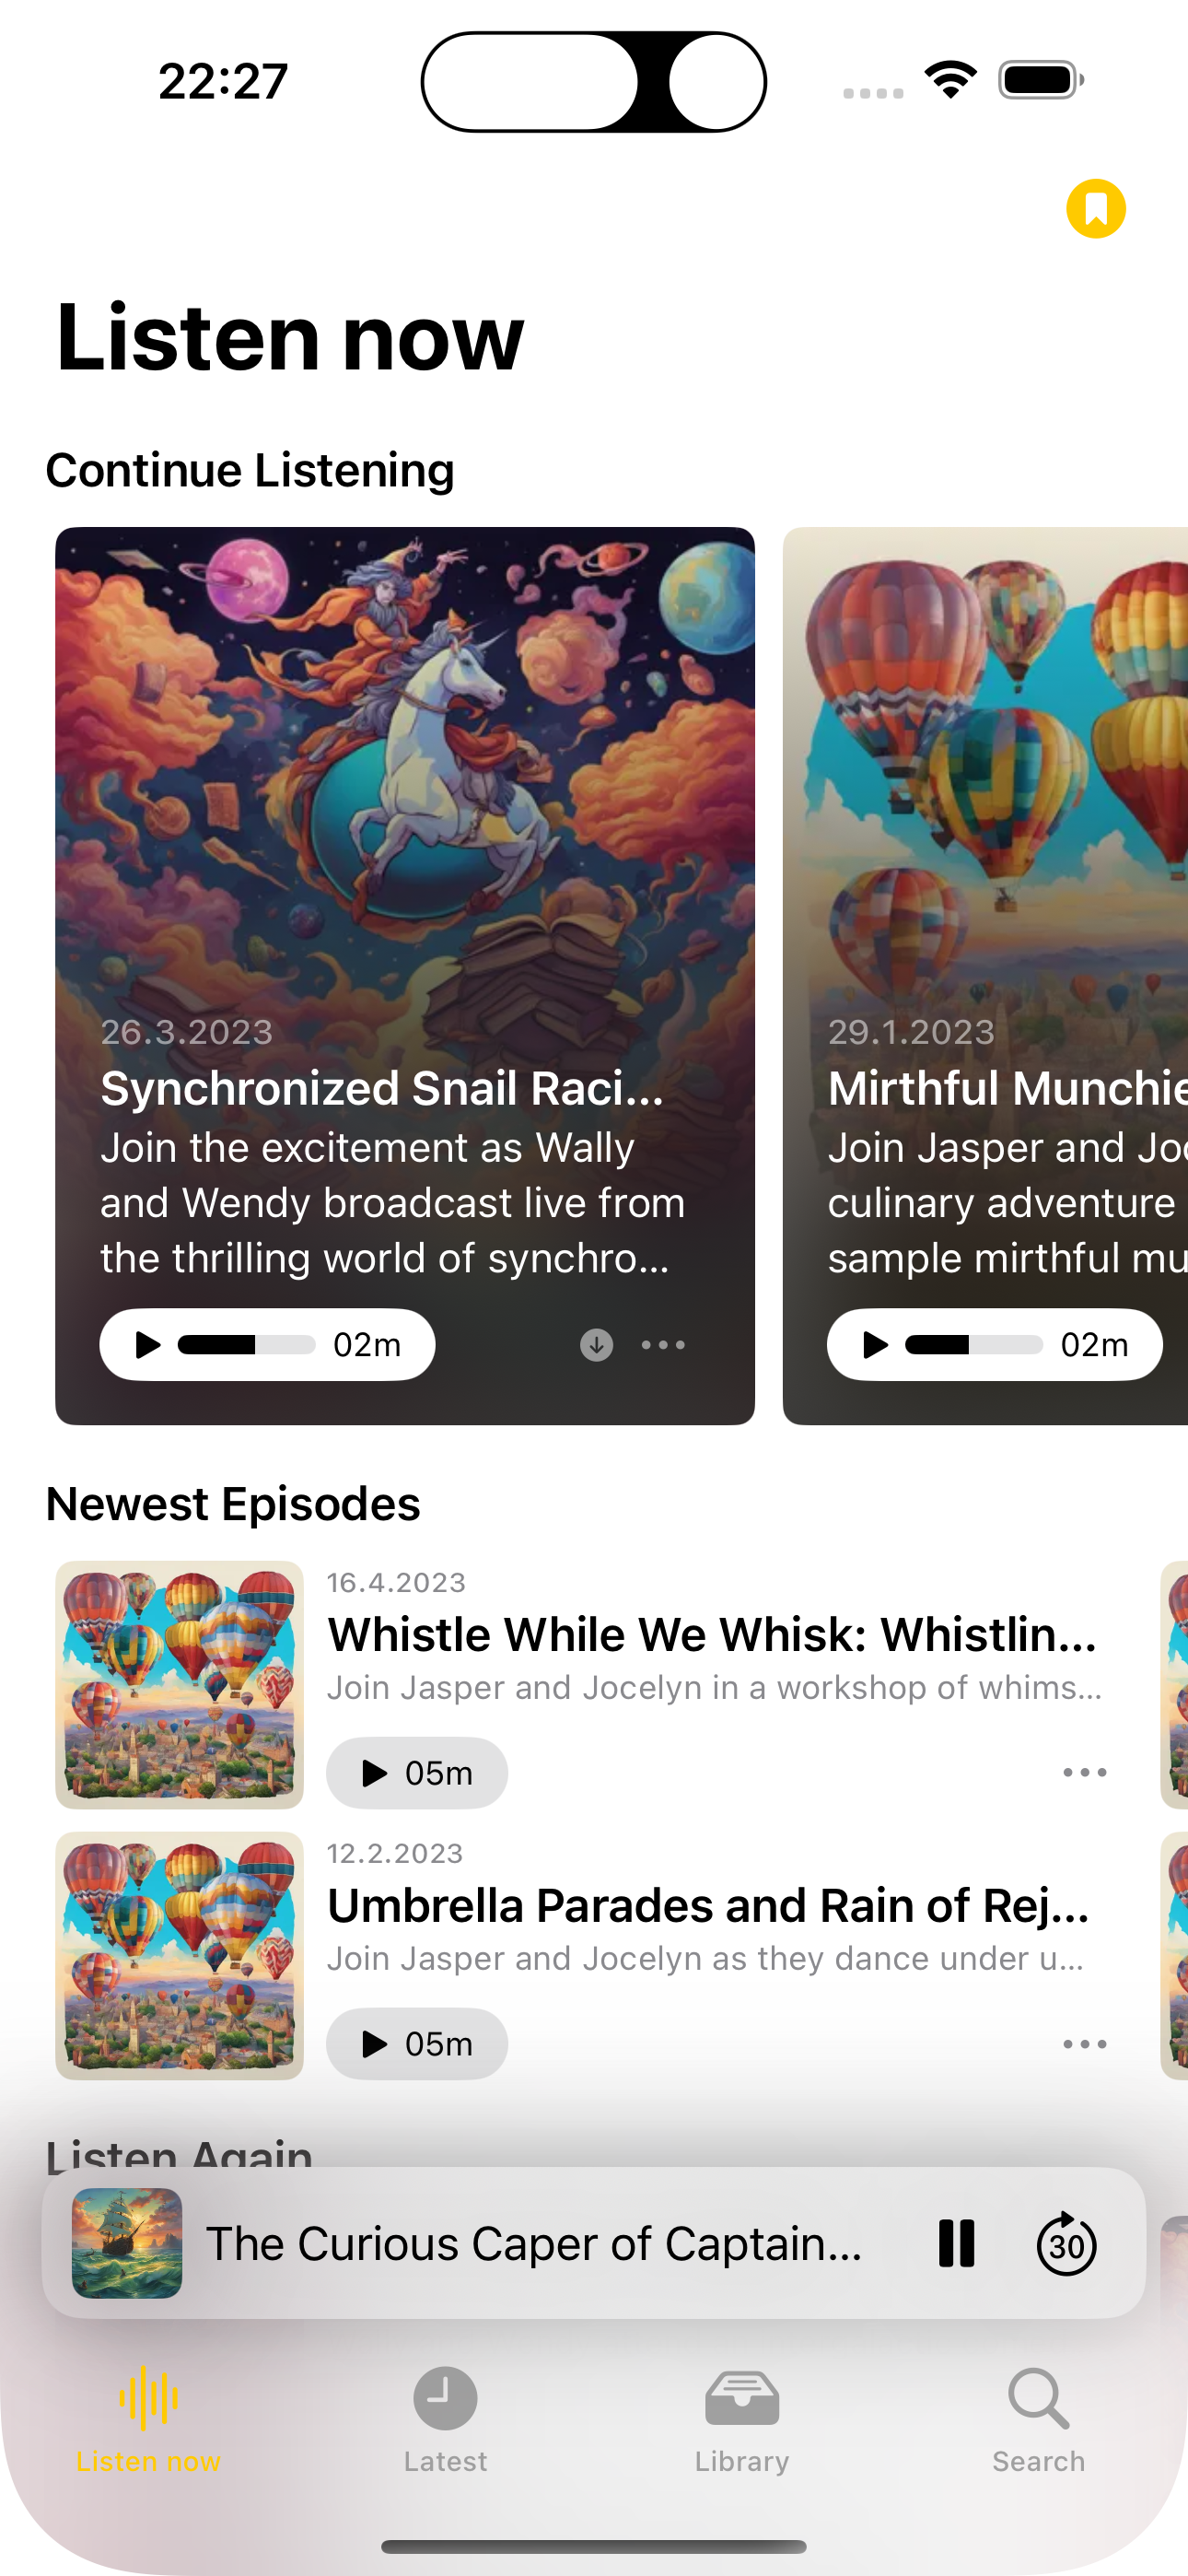 22:27
Listen now
Continue Listening
26.3.2023
Synchronized Snail Raci...
Join the excitement as Wally
and Wendy broadcast live from
the thrilling world of synchro...
02m
29.1.2023
Mirthful Munchie
Join Jasper and Joc
culinary adventure
sample mirthful mu
02m
Newest Episodes
16.4.2023
Whistle While We Whisk: Whistlin...
Join Jasper and Jocelyn in a workshop of whims...
05m
12.2.2023
Umbrella Parades and Rain of Rej...
Join Jasper and Jocelyn as they dance under u...
05m
Listen Again
The Curious Caper of Captain...
30
Listen now
Latest
Library
Search